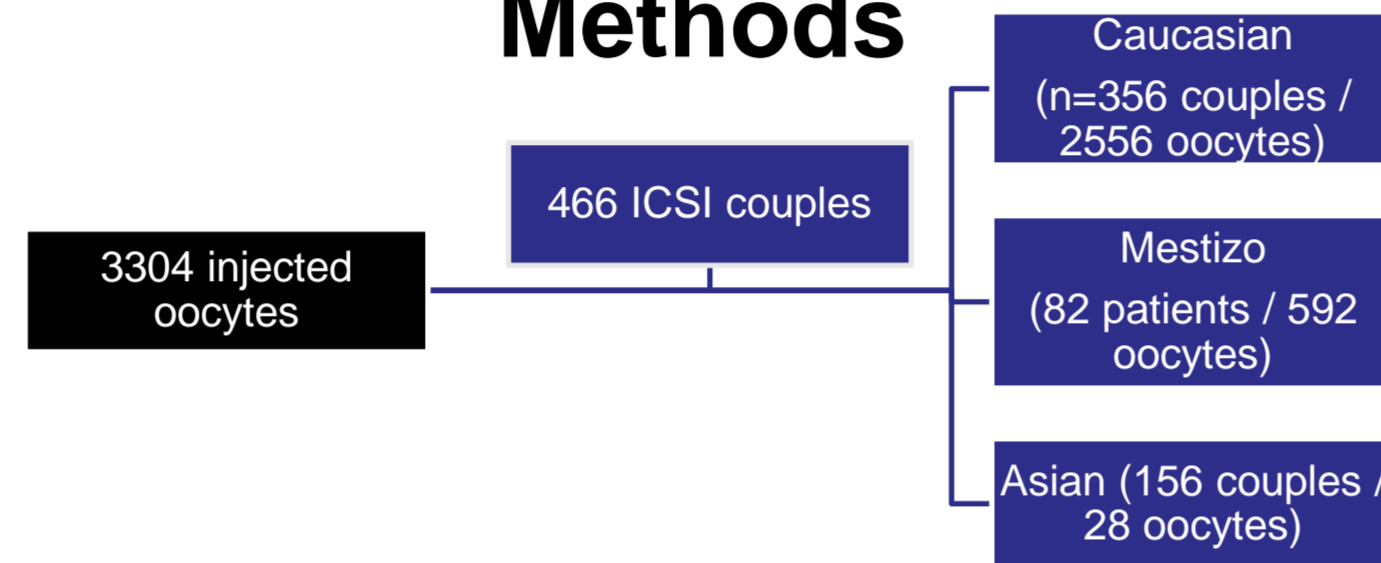 Methods
3304 injected
oocytes
466 ICSI couples
Caucasian
(n=356 couples /
2556 oocytes)
Mestizo
(82 patients / 592
oocytes)
Asian (156 couples /
28 oocytes)